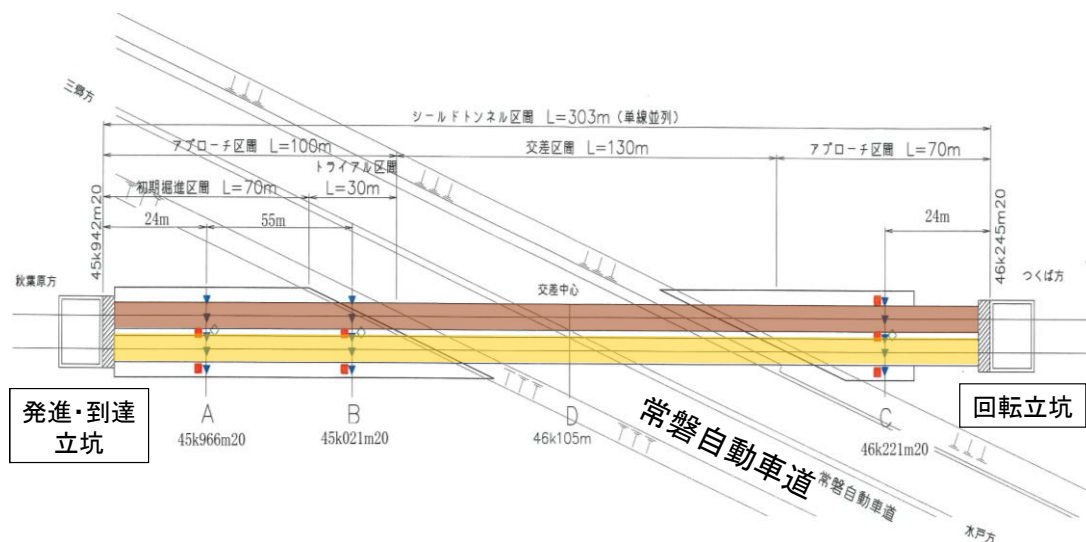 三郷方
シールドトンネル区間 L=303m (単線並列)
アプローチ区間 L=100m
交差区間 L=130m
アプローチ区間 L=70m
トライアル区間
初期掘進区間 L=70m
L=30m
24m
55m
24m
45k942m20
46k245m20
秋葉原方
つくば方
交差中心
発進・到達
立坑
回転立坑
A
45k966m20
B
45k021m20
D
46k105m
C
46k221m20
常磐自動車道
常磐自動車道
水戸方